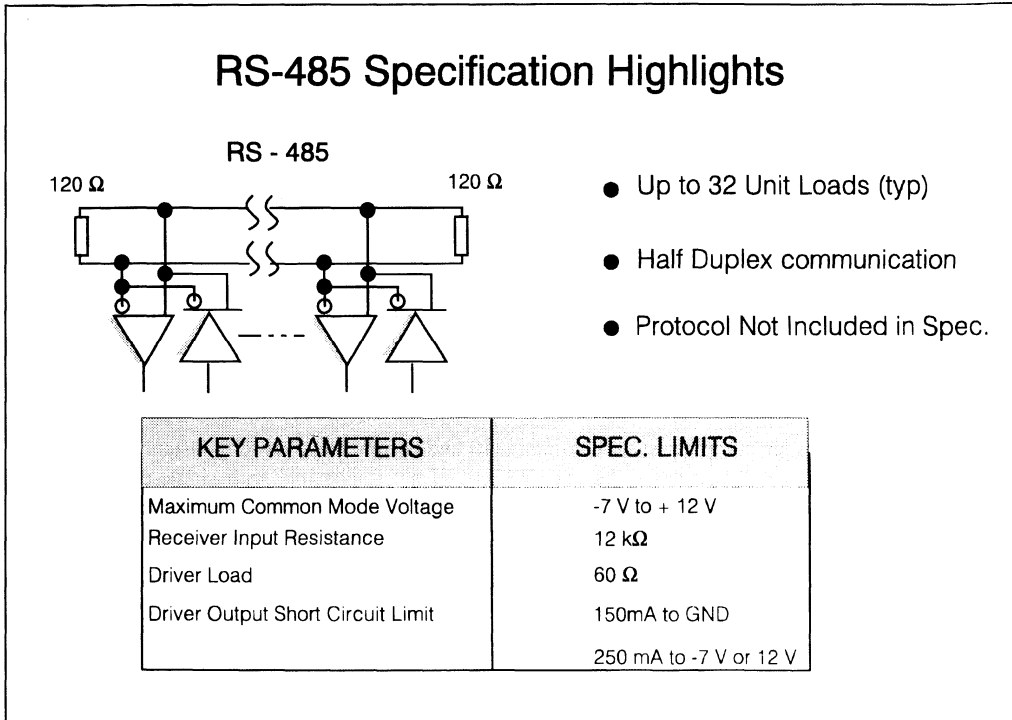 RS-485 Specification Highlights
RS - 485
120 Ω
120 Ω
● Up to 32 Unit Loads (typ)
● Half Duplex communication
● Protocol Not Included in Spec.
KEY PARAMETERS
SPEC. LIMITS
Maximum Common Mode Voltage
-7 V to + 12 V
Receiver Input Resistance
12 kΩ
Driver Load
60 Ω
Driver Output Short Circuit Limit
150mA to GND
250 mA to -7 V or 12 V